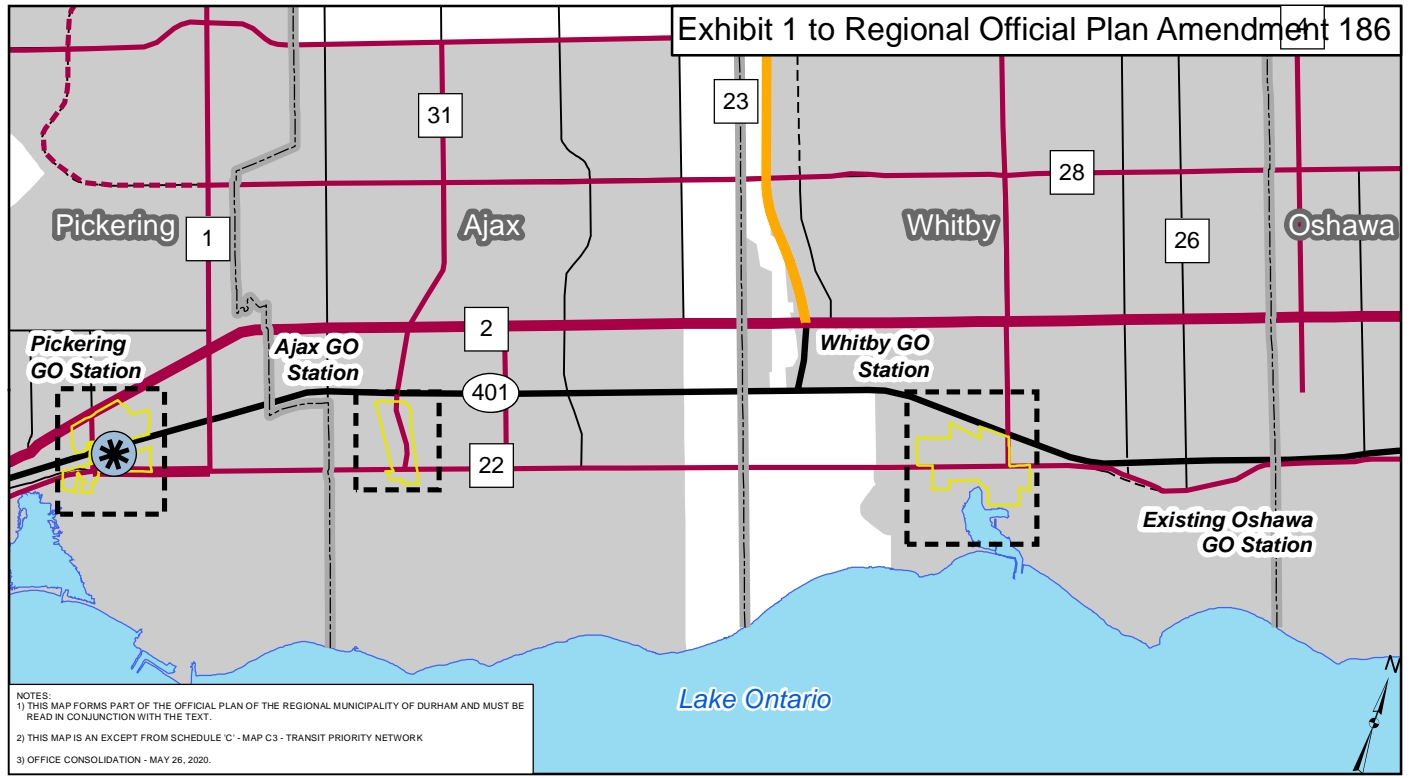 Exhibit 1 to Regional Official Plan Amendment 186
4
31
23
28
Pickering
Ajax
Whitby
Oshawa
1
26
2
Pickering
GO Station
Ajax GO
Station
Whitby GO
Station
401
22
Existing Oshawa
GO Station
Lake Ontario
N
NOTES:
1) THIS MAP FORMS PART OF THE OFFICIAL PLAN OF THE REGIONAL MUNICIPALITY OF DURHAM AND MUST BE
READ IN CONJUNCTION WITH THE TEXT.
2) THIS MAP IS AN EXCEPT FROM SCHEDULE 'C' - MAP C3 - TRANSIT PRIORITY NETWORK
3) OFFICE CONSOLIDATION - MAY 26, 2020.